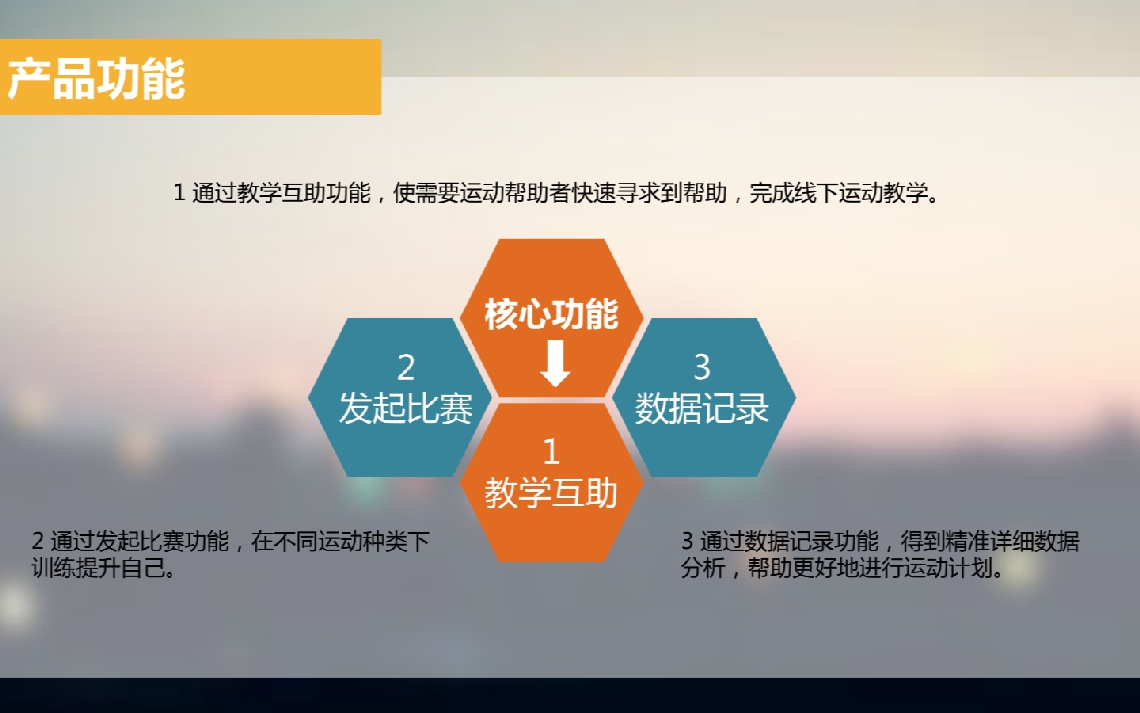 产品功能
1 通过教学互助功能，使需要运动帮助者快速寻求到帮助，完成线下运动教学。
核心功能
2
发起比赛
3
数据记录
1
教学互助
2 通过发起比赛功能，在不同运动种类下
训练提升自己。
3 通过数据记录功能，得到精准详细数据
分析，帮助更好地进行运动计划。